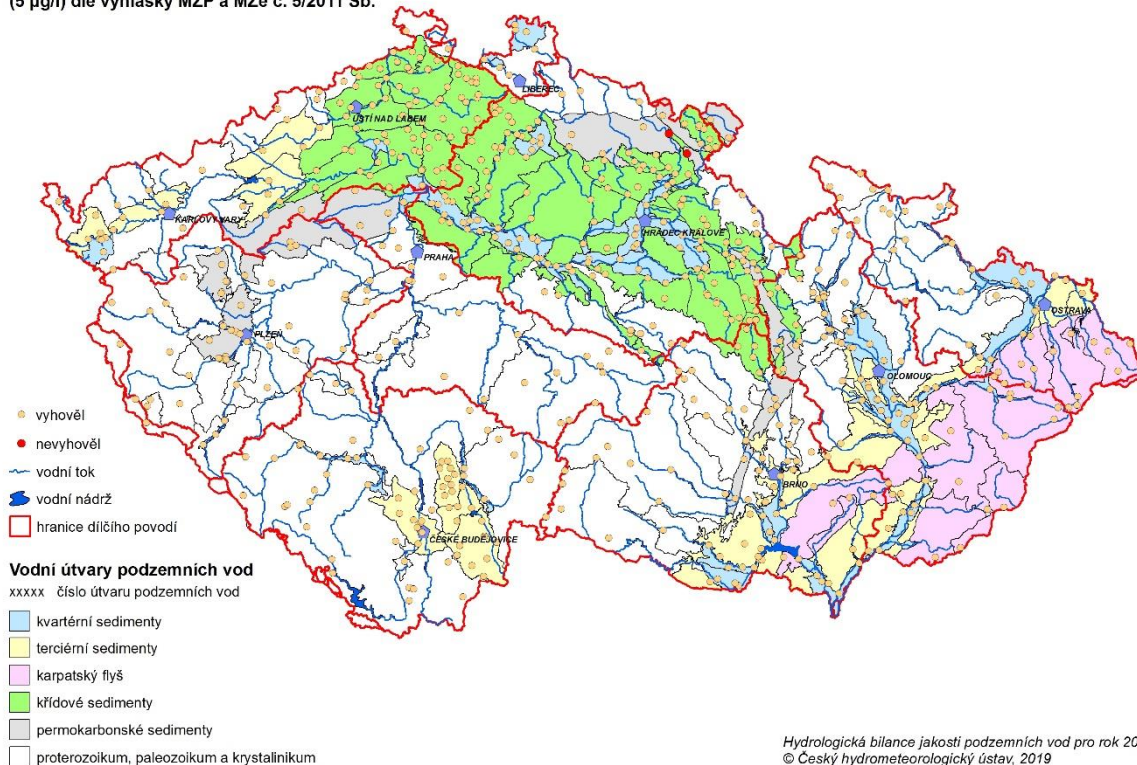 (5 µg/l) dle vyhlášky MŽP a MZe č. 5/2011 Sb.
LIBEREC
ÚSTÍ NAD LABEM
KARLOVY VARY
HRADEC KRÁLOVÉ
PRAHA
OSTRAVA
PLZEŇ
OLOMOUC
BRNO
ČESKÉ BUDĚJOVICE
vyhověl
nevyhověl
vodní tok
vodní nádrž
hranice dílčího povodí
Vodní útvary podzemních vod
xxxxx číslo útvaru podzemních vod
kvartérní sedimenty
terciérní sedimenty
karpatský flyš
křídové sedimenty
permokarbonské sedimenty
proterozoikum, paleozoikum a krystalinikum
Hydrologická bilance jakosti podzemních vod pro rok 20
© Český hydrometeorologický ústav, 2019